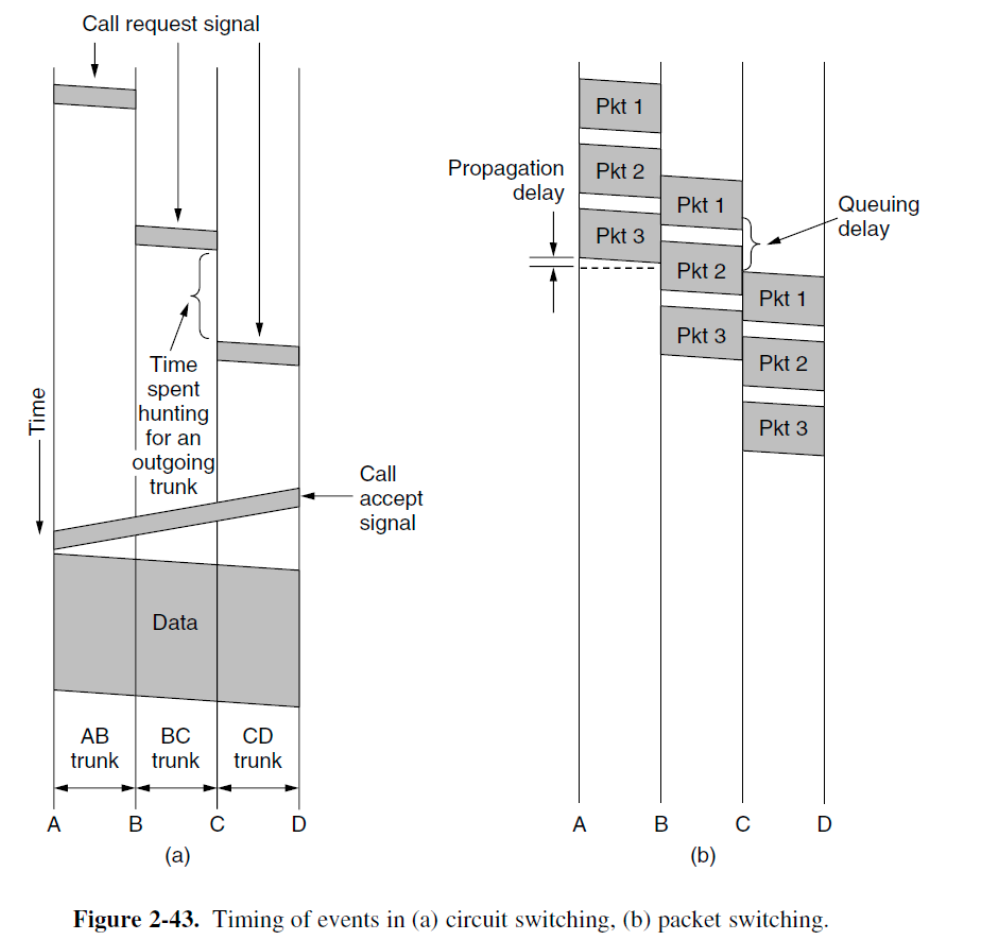 Call request signal
Time
spent
hunting
for an
outgoing
trunk
Time
Call
accept
signal
Data
AB
trunk
BC
trunk
CD
trunk
A
B
C
D
(a)
Propagation
delay
Pkt 1
Pkt 2
Pkt 3
Pkt 1
Pkt 2
Pkt 3
Pkt 1
Pkt 2
Pkt 3
Queuing
delay
A
B
C
D
(b)
Figure 2-43. Timing of events in (a) circuit switching, (b) packet switching.